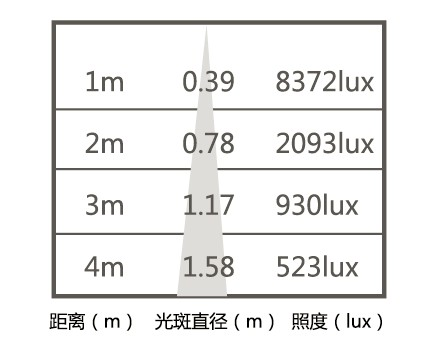 1m 0.39 8372lux
2m 0.78 2093lux
3m 1.17 930lux
4m 1.58 523lux
距离（m） 光斑直径（m） 照度（lux）